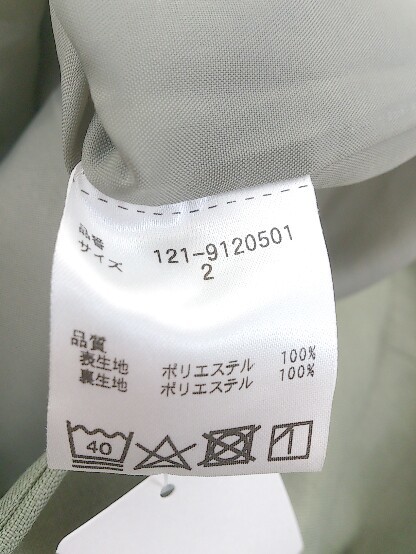 品番 121-9120501
サイズ 2
品質
表生地 ポリエステル 100%
裏生地 ポリエステル 100%
40